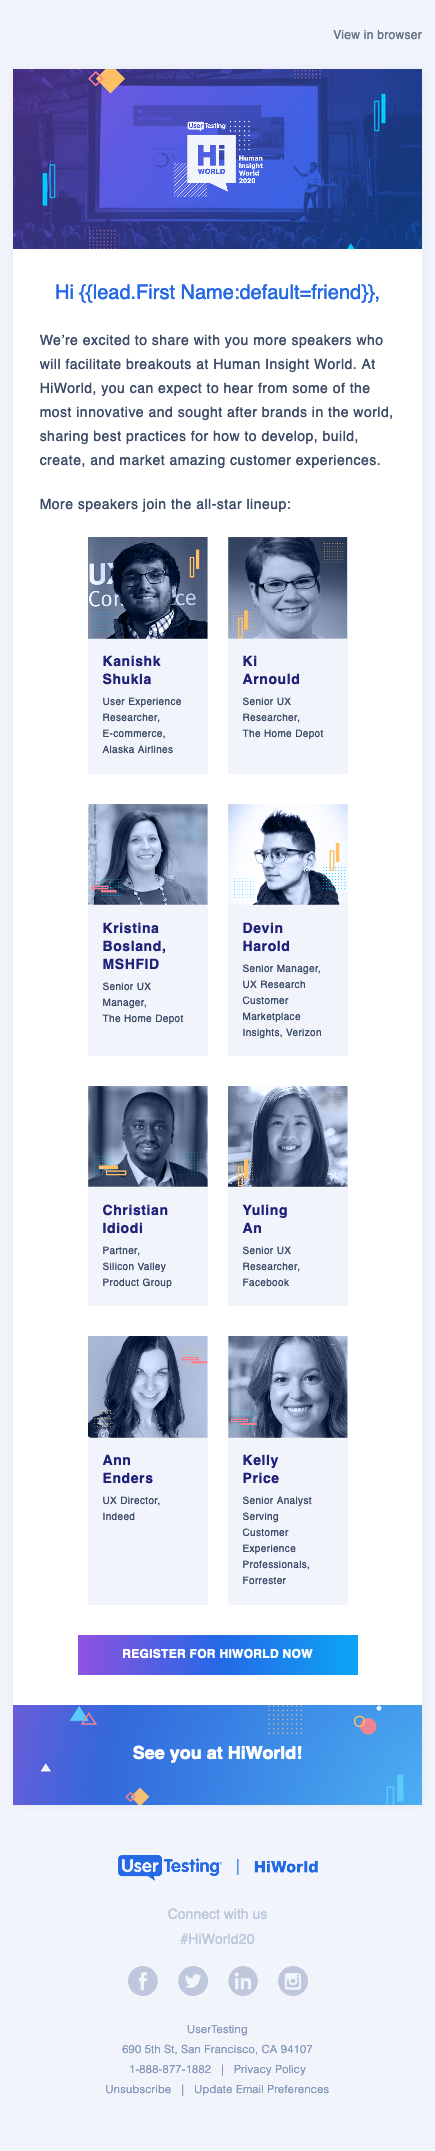 View in browser
UserTesting
Hi
WORLD
Human
Insight
World
2020
Hi {{lead.First Name:default=friend}},
We're excited to share with you more speakers who
will facilitate breakouts at Human Insight World. At
HiWorld, you can expect to hear from some of the
most innovative and sought after brands in the world,
sharing best practices for how to develop, build,
create, and market amazing customer experiences.
More speakers join the all-star lineup:
Kanishk
Shukla
User Experience
Researcher,
E-commerce,
Alaska Airlines
Ki
Arnould
Senior UX
Researcher,
The Home Depot
Kristina
Bosland,
MSHFID
Senior UX
Manager,
The Home Depot
Devin
Harold
Senior Manager,
UX Research
Customer
Marketplace
Insights, Verizon
Christian
Idiodi
Partner,
Silicon Valley
Product Group
Yuling
An
Senior UX
Researcher,
Facebook
Ann
Enders
UX Director,
Indeed
Kelly
Price
Senior Analyst
Serving
Customer
Experience
Professionals,
Forrester
REGISTER FOR HIWORLD NOW
See you at HiWorld!
UserTesting | HiWorld
Connect with us
#HiWorld20
UserTesting
690 5th St, San Francisco, CA 94107
1-888-877-1882 | Privacy Policy
Unsubscribe | Update Email Preferences